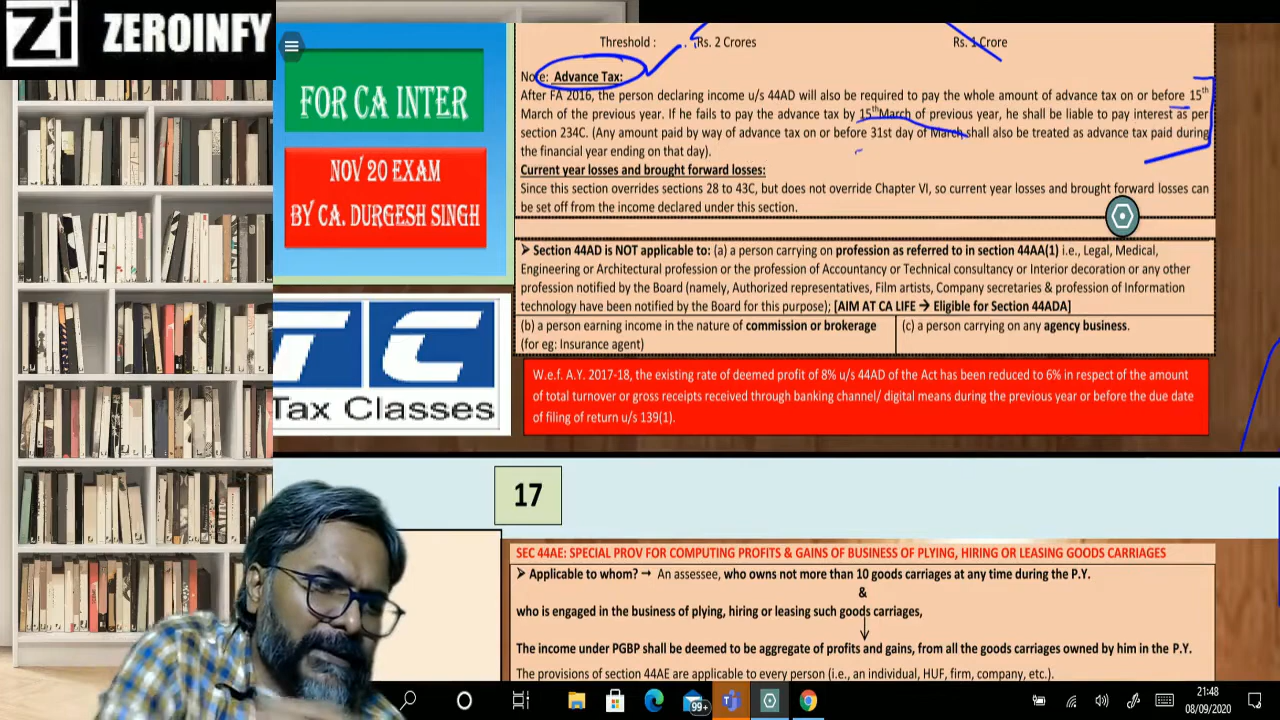 Zi ZEROINFY
FOR CA INTER
NOV 20 EXAM
BY CA. DURGESH SINGH
Tax Classes
Threshold : Rs. 2 Crores Rs. 1 Crore
Note: Advance Tax:
After FA 2016, the person declaring income u/s 44AD will also be required to pay the whole amount of advance tax on or before 15th
March of the previous year. If he fails to pay the advance tax by 15th March of previous year, he shall be liable to pay interest as per
section 234C. (Any amount paid by way of advance tax on or before 31st day of March shall also be treated as advance tax paid during
the financial year ending on that day).
Current year losses and brought forward losses:
Since this section overrides sections 28 to 43C, but does not override Chapter VI, so current year losses and brought forward losses can
be set off from the income declared under this section.
➤ Section 44AD is NOT applicable to: (a) a person carrying on profession as referred to in section 44AA(1) i.e., Legal, Medical,
Engineering or Architectural profession or the profession of Accountancy or Technical consultancy or Interior decoration or any other
profession notified by the Board (namely, Authorized representatives, Film artists, Company secretaries & profession of Information
technology have been notified by the Board for this purpose); [AIM AT CA LIFE → Eligible for Section 44ADA]
(b) a person earning income in the nature of commission or brokerage
(for eg: Insurance agent)
(c) a person carrying on any agency business.
W.e.f. A.Y. 2017-18, the existing rate of deemed profit of 8% u/s 44AD of the Act has been reduced to 6% in respect of the amount
of total turnover or gross receipts received through banking channel/ digital means during the previous year or before the due date
of filing of return u/s 139(1).
17
SEC 44AE: SPECIAL PROV FOR COMPUTING PROFITS & GAINS OF BUSINESS OF PLYING, HIRING OR LEASING GOODS CARRIAGES
➤ Applicable to whom? → An assessee, who owns not more than 10 goods carriages at any time during the P.Y.
&
who is engaged in the business of plying, hiring or leasing such goods carriages,
The income under PGBP shall be deemed to be aggregate of profits and gains, from all the goods carriages owned by him in the P.Y.
The provisions of section 44AE are applicable to every person (i.e., an individual, HUF, firm, company, etc.).
99+
21:48
08/09/2020